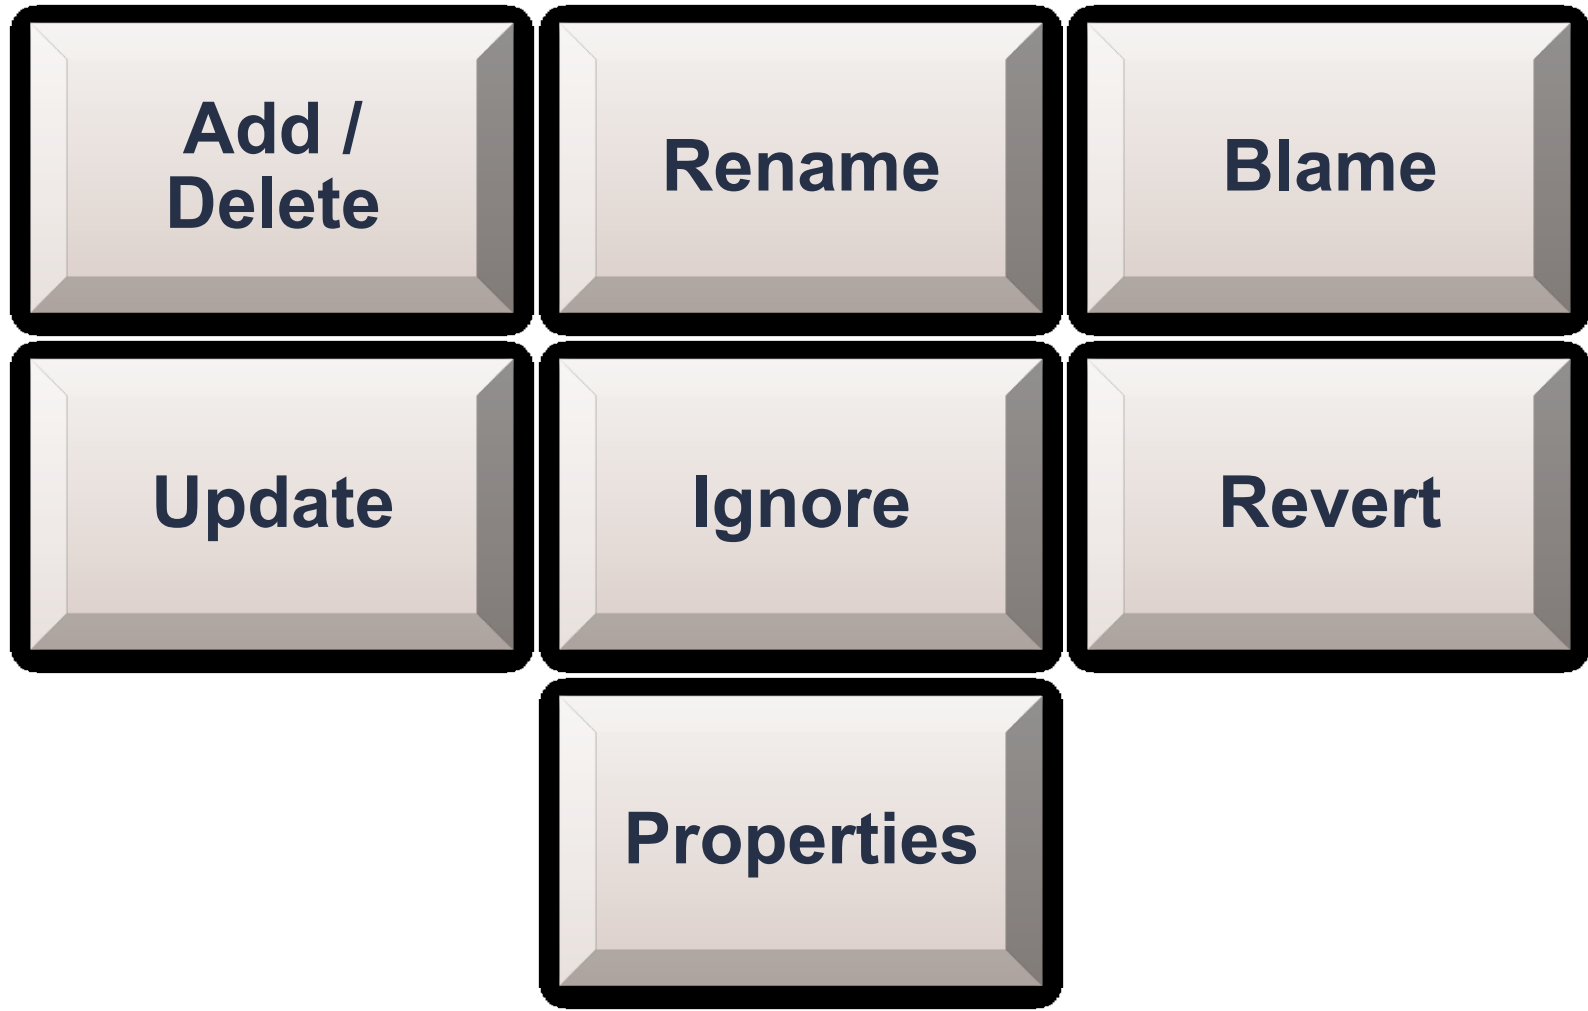 Add /
Delete
Rename
Blame
Update
Ignore
Revert
Properties